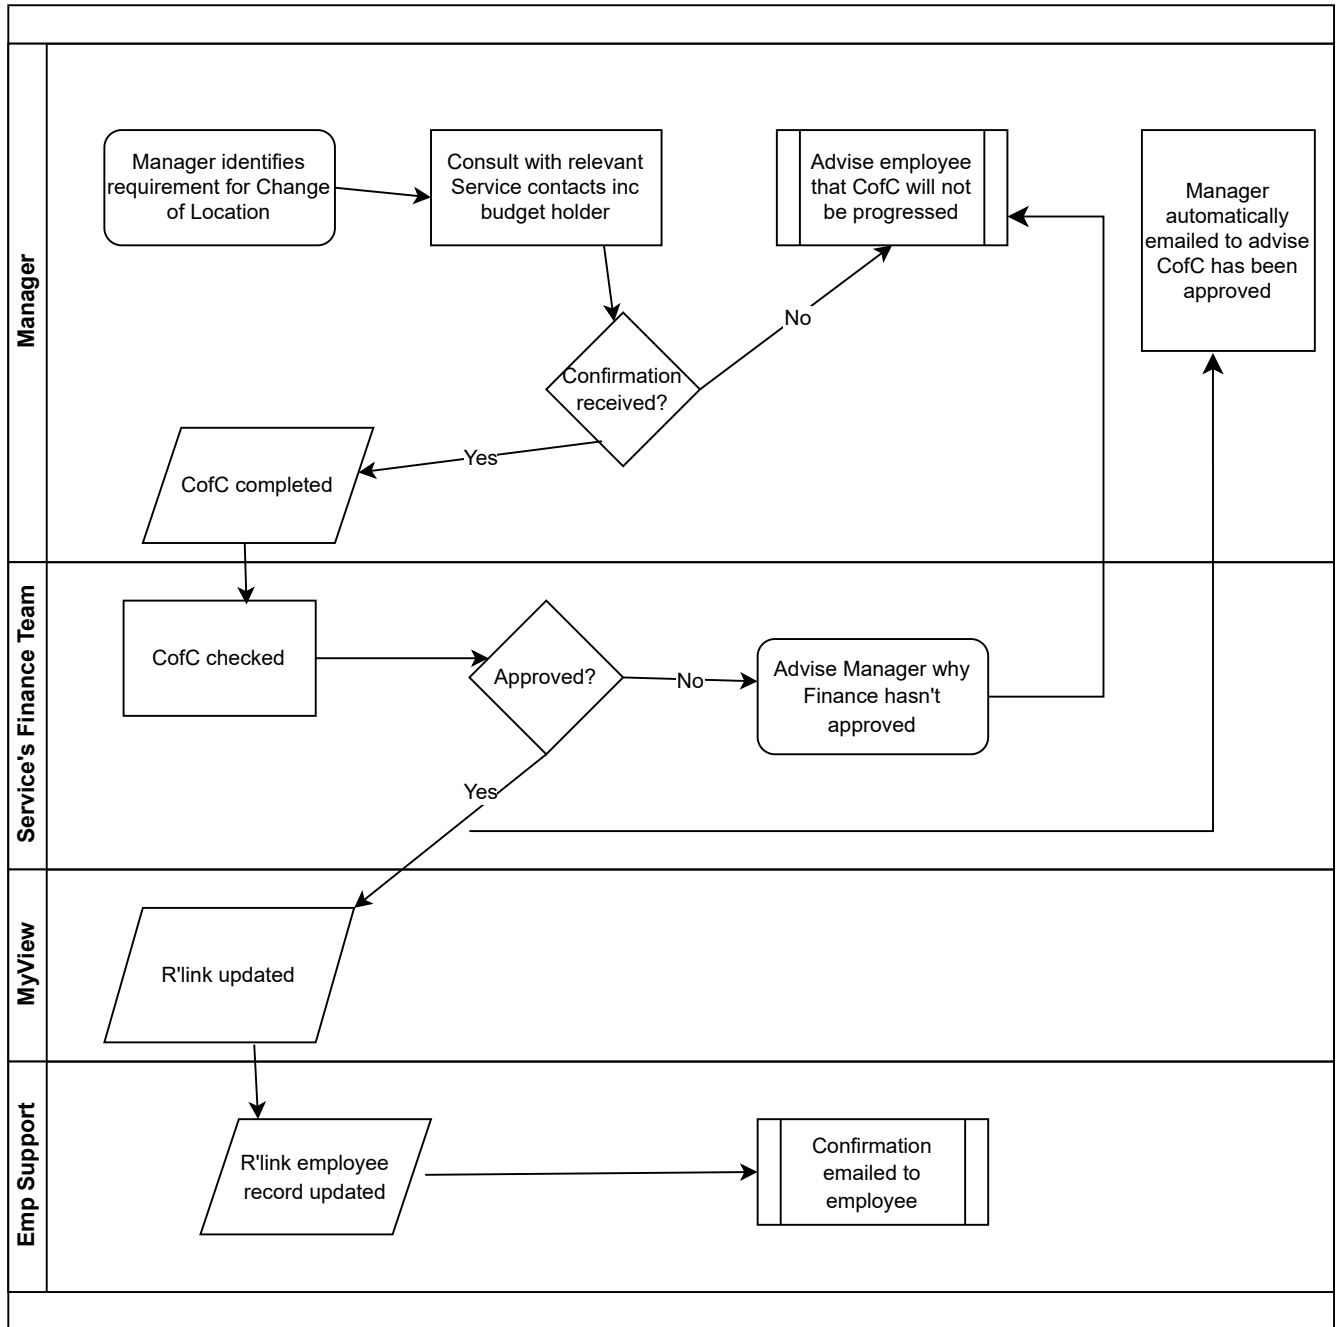 Manager
Manager identifies
requirement for Change
of Location
Consult with relevant
Service contacts inc
budget holder
Advise employee
that CofC will not
be progressed
Manager
automatically
emailed to advise
CofC has been
approved
No
Confirmation
received?
Yes
CofC completed
Service's Finance Team
CofC checked
Approved?
No
Advise Manager why
Finance hasn't
approved
Yes
MyView
R'link updated
Emp Support
R'link employee
record updated
Confirmation
emailed to
employee